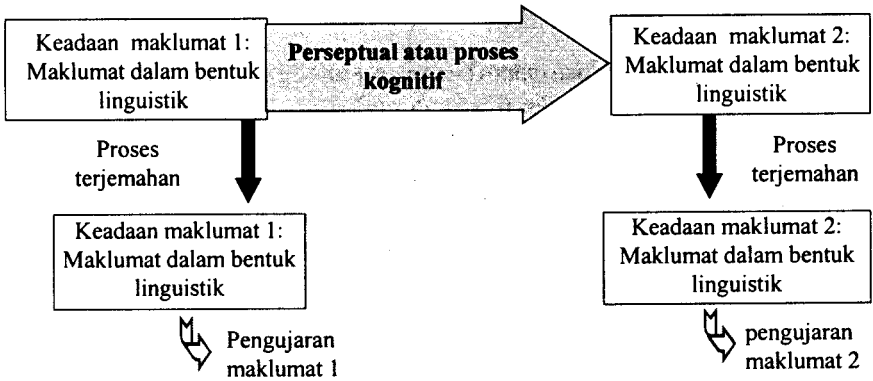 Keadaan maklumat 1:
Maklumat dalam bentuk
linguistik
Perseptual atau proses
kognitif
Keadaan maklumat 2:
Maklumat dalam bentuk
linguistik
Proses
terjemahan
Proses
terjemahan
Keadaan maklumat 1:
Maklumat dalam bentuk
linguistik
Keadaan maklumat 2:
Maklumat dalam bentuk
linguistik
Pengujaran
maklumat 1
pengujaran
maklumat 2